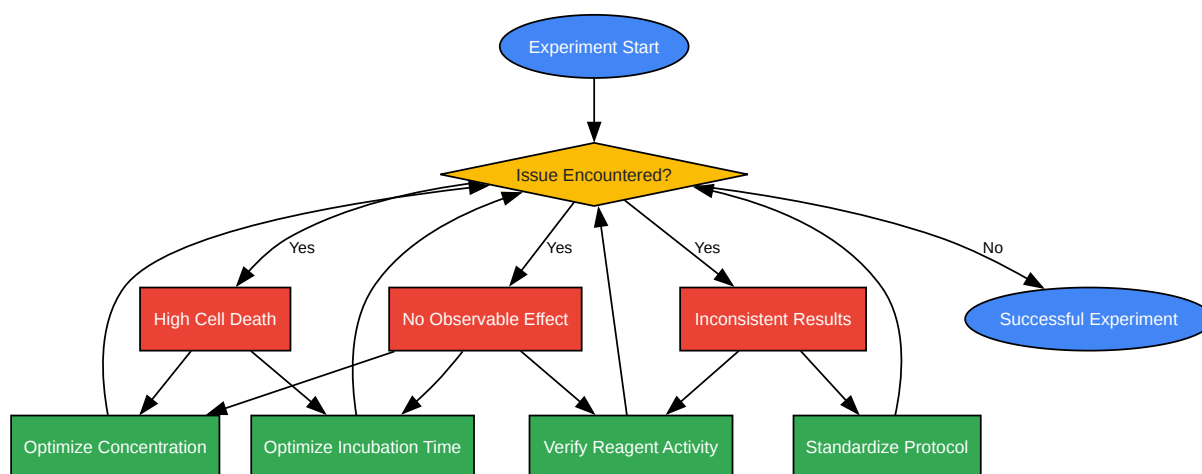 Experiment Start
Issue Encountered?
Yes
Yes
Yes
No
High Cell Death
No Observable Effect
Inconsistent Results
Successful Experiment
Optimize Concentration
Optimize Incubation Time
Verify Reagent Activity
Standardize Protocol